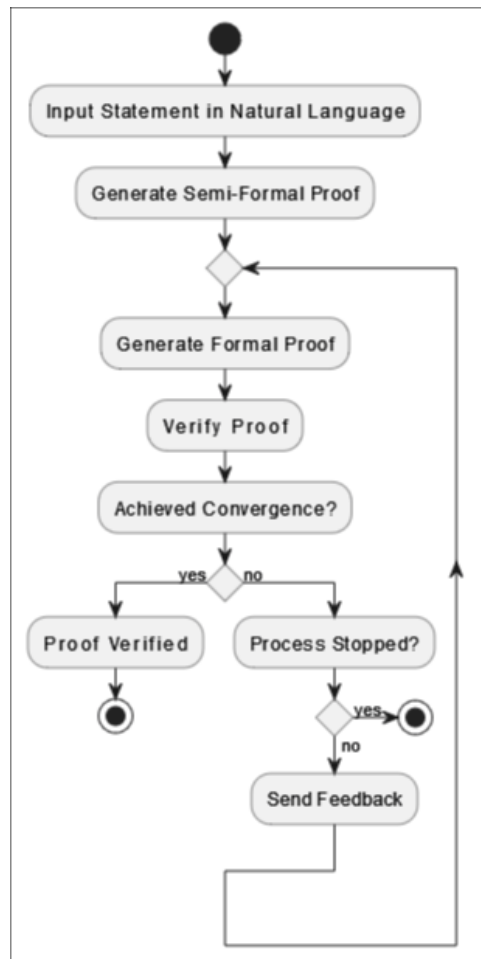 Input Statement in Natural Language
Generate Semi-Formal Proof
Generate Formal Proof
Verify Proof
Achieved Convergence?
yes no
Proof Verified
Process Stopped?
yes
no
Send Feedback